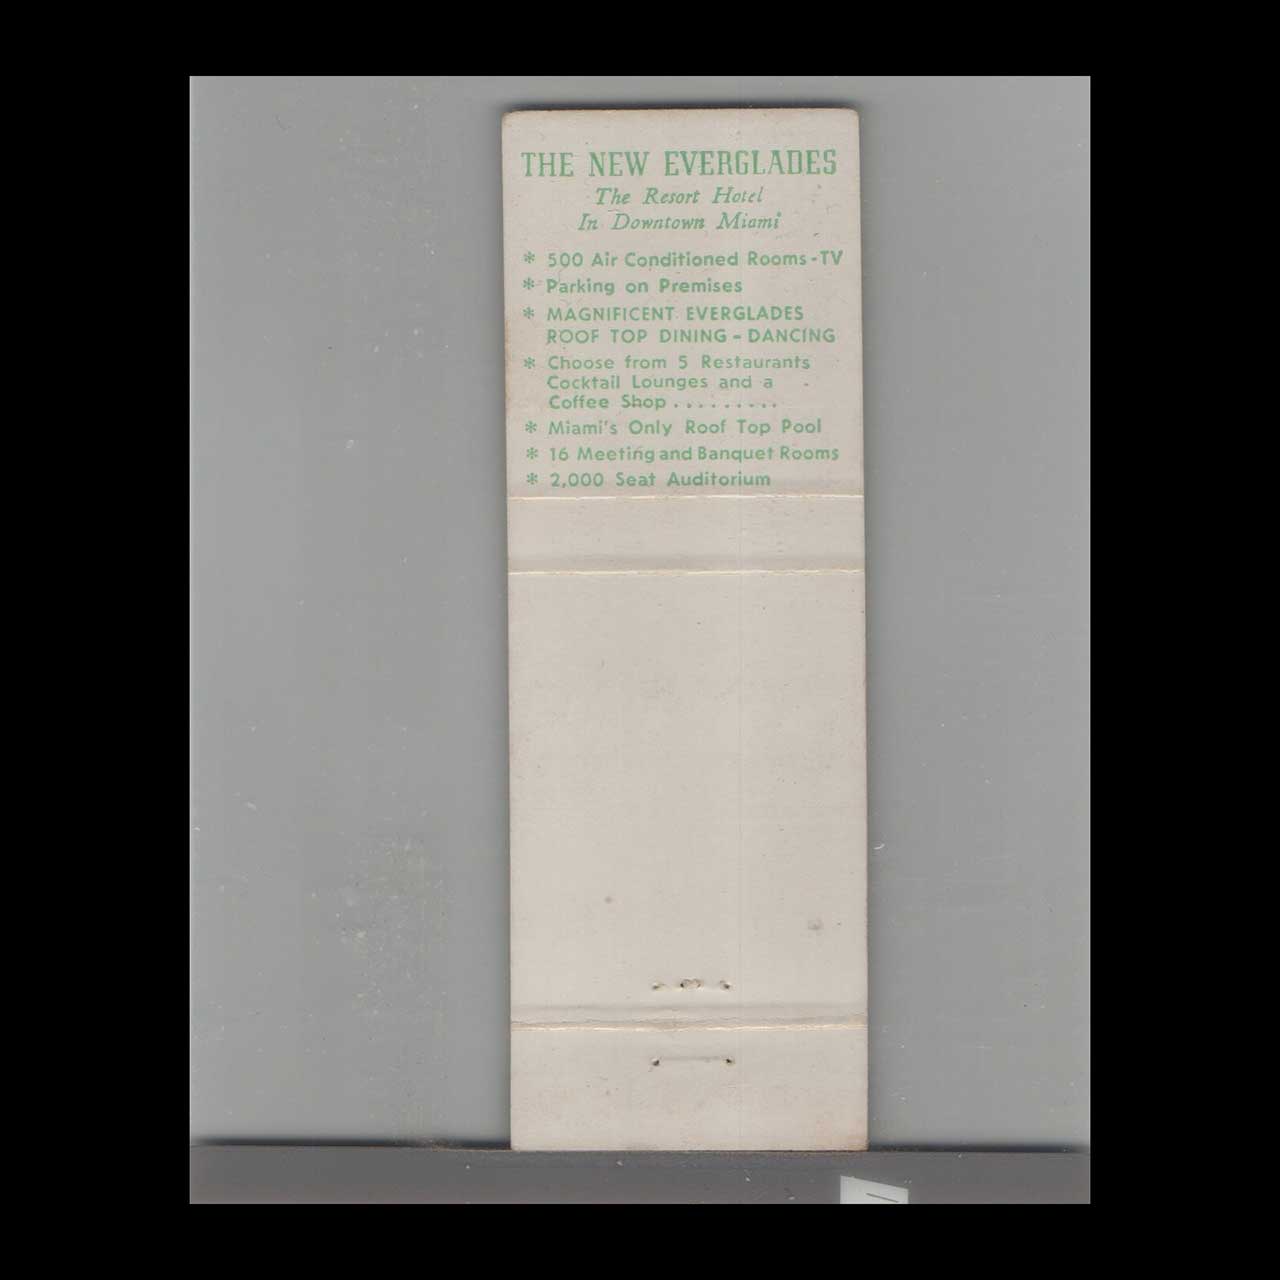 THE NEW EVERGLADES
The Resort Hotel
In Downtown Miami
* 500 Air Conditioned Rooms-TV
* Parking on Premises
* MAGNIFICENT EVERGLADES
ROOF TOP DINING - DANCING
* Choose from 5 Restaurants
Cocktail Lounges and a
Coffee Shop .........
* Miami's Only Roof Top Pool
* 16 Meeting and Banquet Rooms
* 2,000 Seat Auditorium